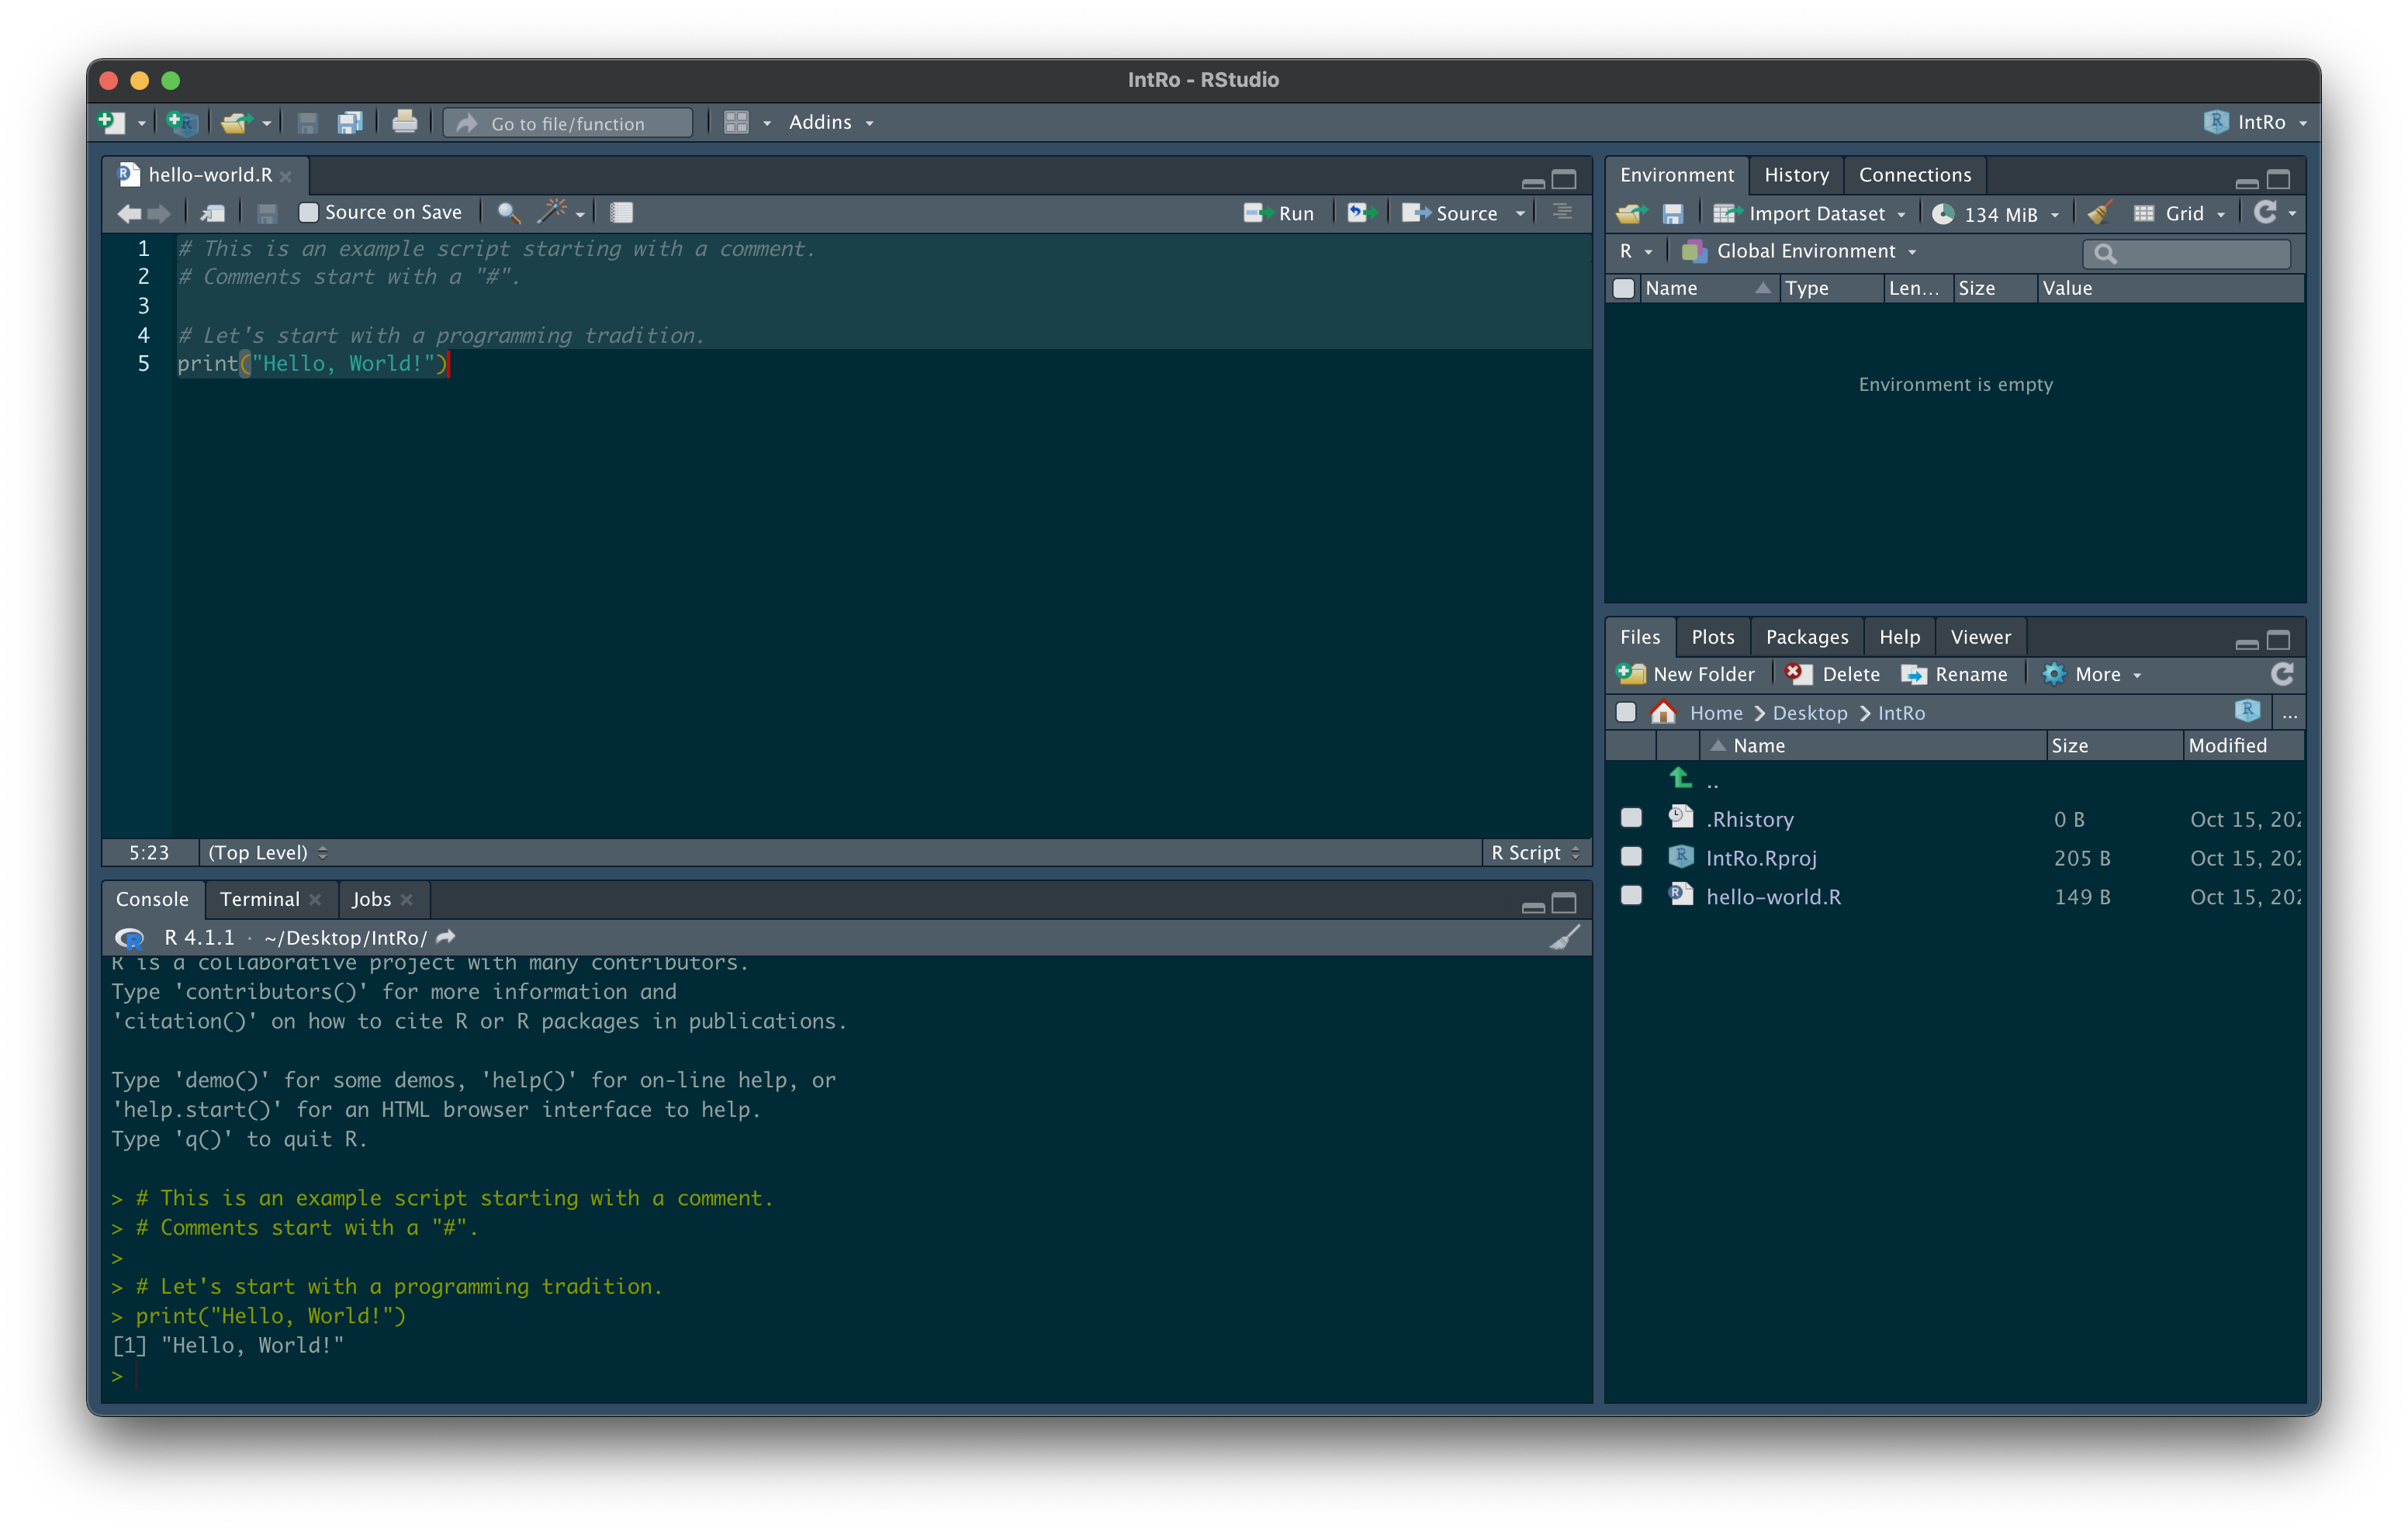 IntRo - RStudio
Go to file/function
Addins
IntRo
hello-world.R
Source on Save
Run
Source
1 # This is an example script starting with a comment.
2 # Comments start with a "#".
3
4 # Let's start with a programming tradition.
5 print("Hello, World!")
5:23
(Top Level)
R Script
Console
Terminal
Jobs
R 4.1.1 · ~/Desktop/IntRo/
R is a collaborative project with many contributors.
Type 'contributors()' for more information and
'citation()' on how to cite R or R packages in publications.
Type 'demo()' for some demos, 'help()' for on-line help, or
'help.start()' for an HTML browser interface to help.
Type 'q()' to quit R.
> # This is an example script starting with a comment.
> # Comments start with a "#".
>
> # Let's start with a programming tradition.
> print("Hello, World!")
[1] "Hello, World!"
>
Environment
History
Connections
Import Dataset
134 MiB
Grid
R
Global Environment
Name Type Len... Size Value
Environment is empty
Files
Plots
Packages
Help
Viewer
New Folder
Delete
Rename
More
Home
Desktop
IntRo
...
Name Size Modified
..
.Rhistory 0 B Oct 15, 202
IntRo.Rproj 205 B Oct 15, 202
hello-world.R 149 B Oct 15, 202